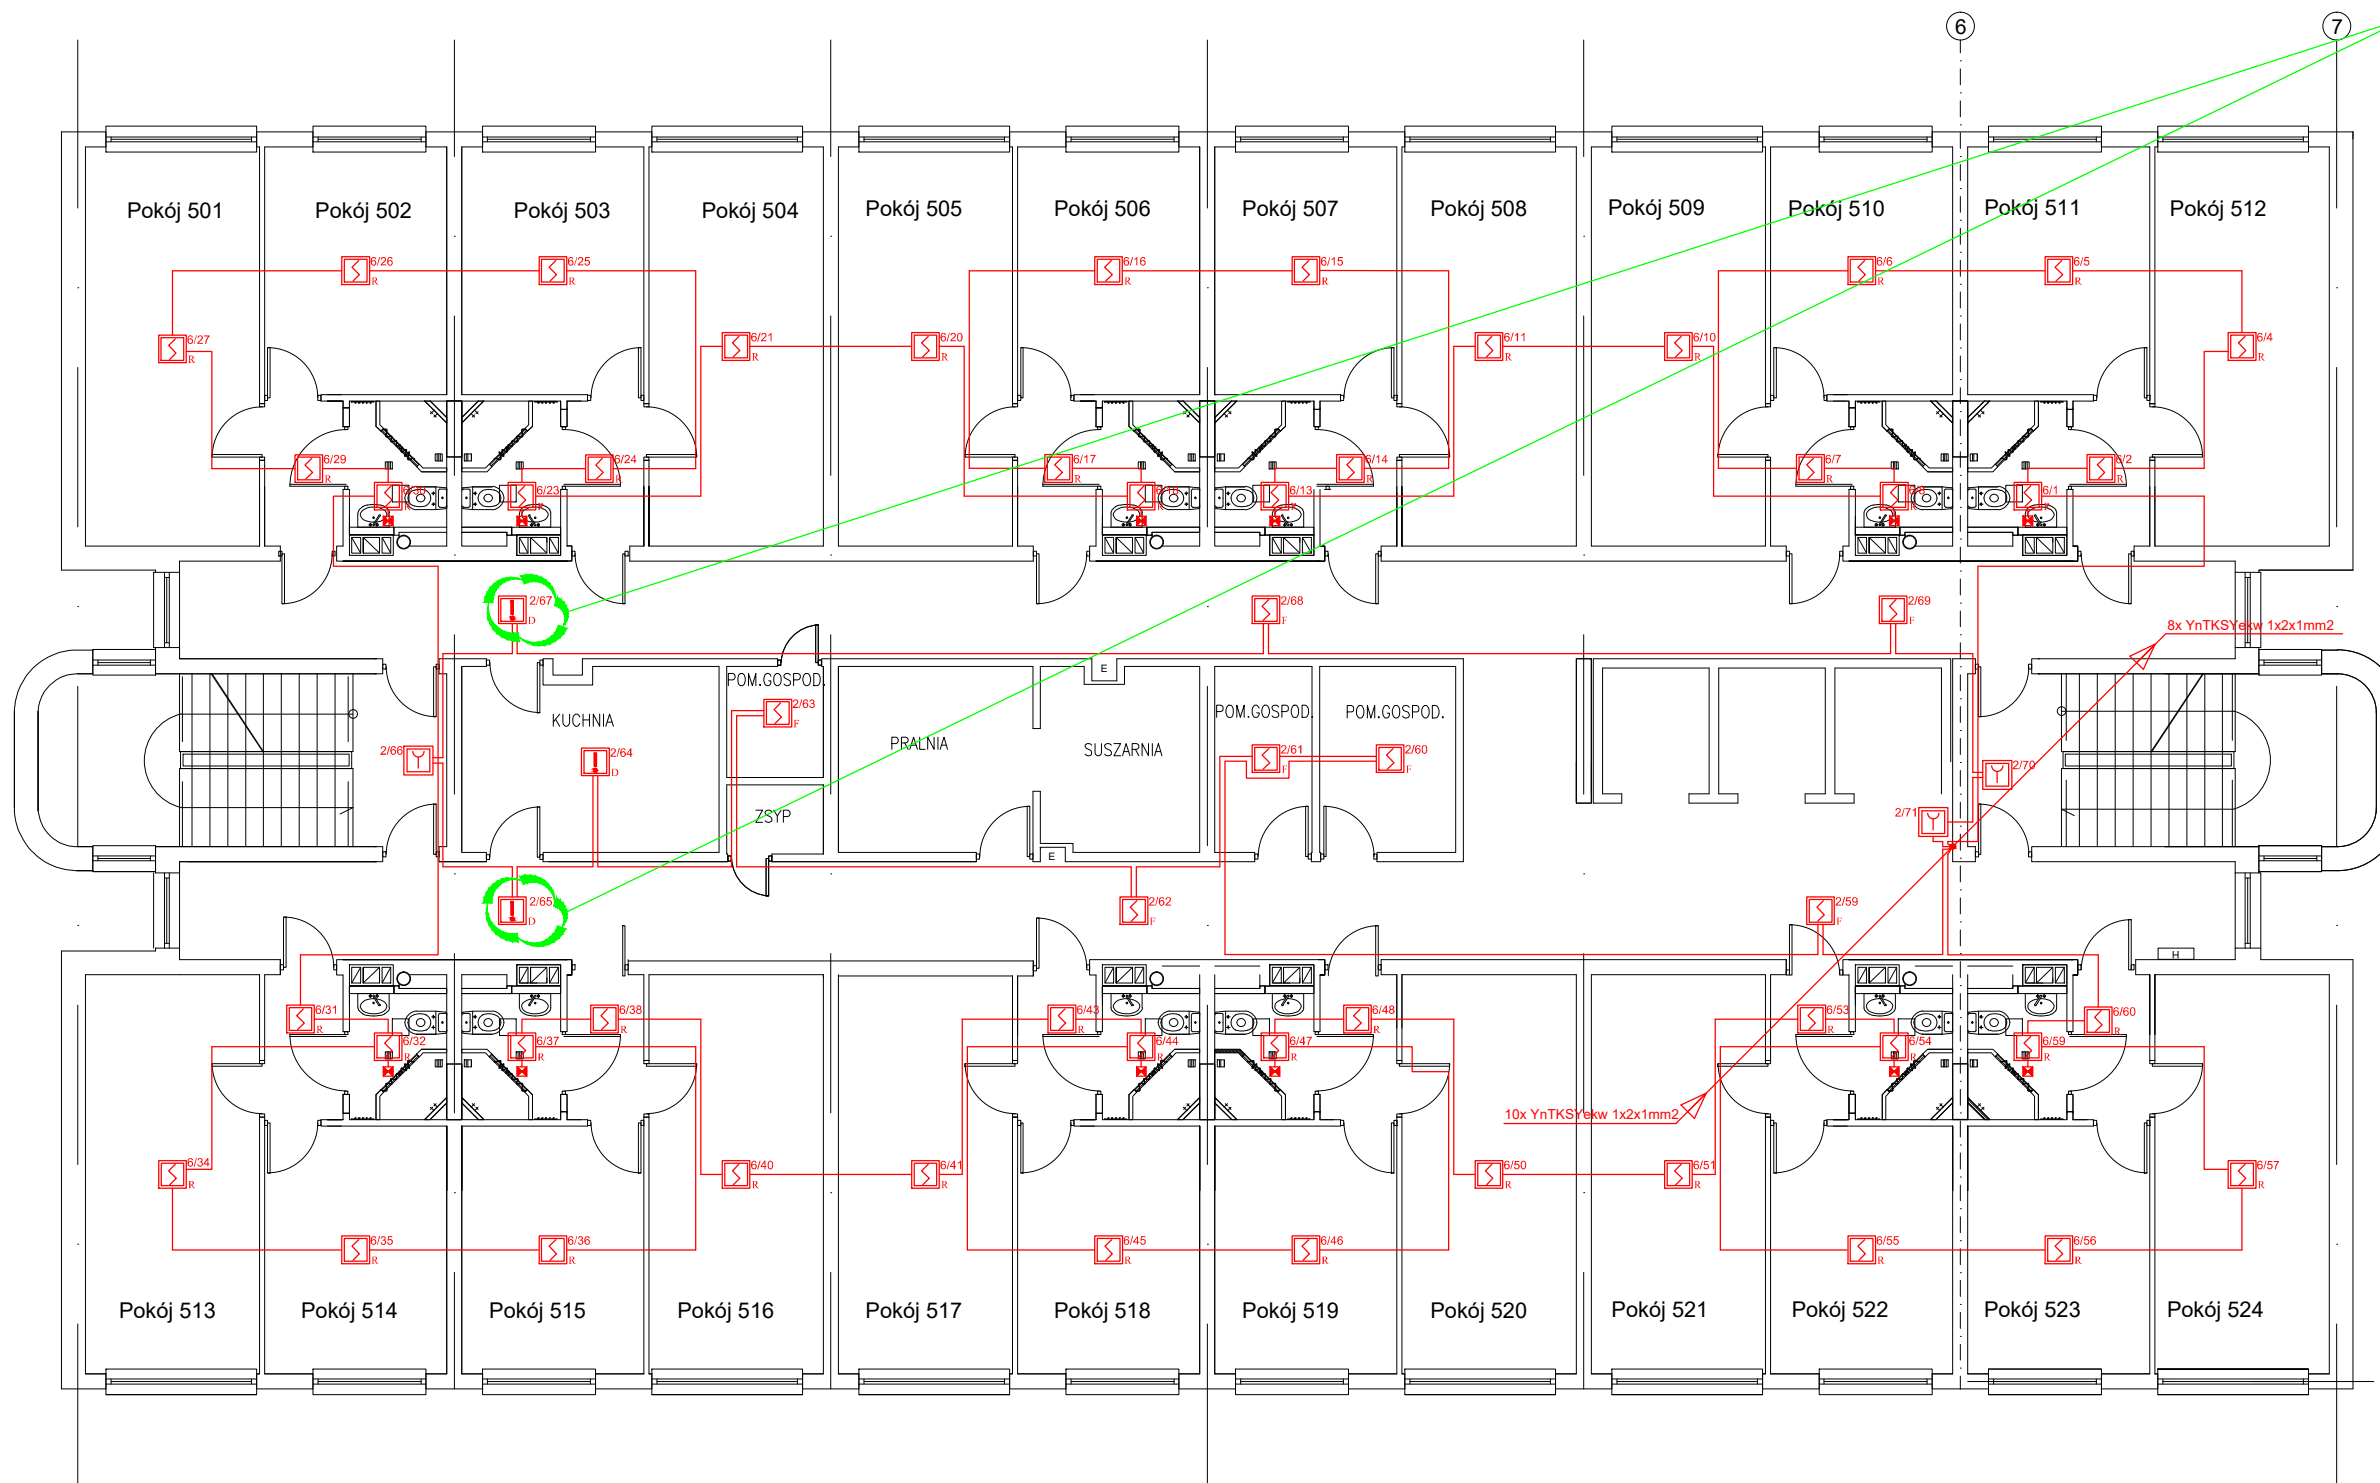 6
7
Pokój 501
Pokój 502
Pokój 503
Pokój 504
Pokój 505
Pokój 506
Pokój 507
Pokój 508
Pokój 509
Pokój 510
Pokój 511
Pokój 512
6/26
R
6/25
R
6/16
R
6/15
R
6/6
R
6/5
R
6/27
R
6/21
R
6/20
R
6/11
R
6/10
R
6/4
R
6/29
R
6/24
R
6/17
R
6/14
R
6/7
R
6/2
R
6/30
R
6/23
R
6/13
R
6/8
R
6/1
R
2/67
D
2/68
F
2/69
F
8x YnTKSYekw 1x2x1mm2
E
POM.GOSPOD.
2/63
F
KUCHNIA
POM.GOSPOD.
POM.GOSPOD.
PRALNIA
SUSZARNIA
2/66
2/64
D
2/61
F
2/60
F
2/70
ZSYP
2/71
E
2/65
D
2/62
F
2/59
F
H
6/31
R
6/38
R
6/43
R
6/48
R
6/53
R
6/60
R
6/32
R
6/37
R
6/44
R
6/47
R
6/54
R
6/59
R
10x YnTKSYekw 1x2x1mm2
6/34
R
6/40
R
6/41
R
6/50
R
6/51
R
6/57
R
6/35
R
6/36
R
6/45
R
6/46
R
6/55
R
6/56
R
Pokój 513
Pokój 514
Pokój 515
Pokój 516
Pokój 517
Pokój 518
Pokój 519
Pokój 520
Pokój 521
Pokój 522
Pokój 523
Pokój 524